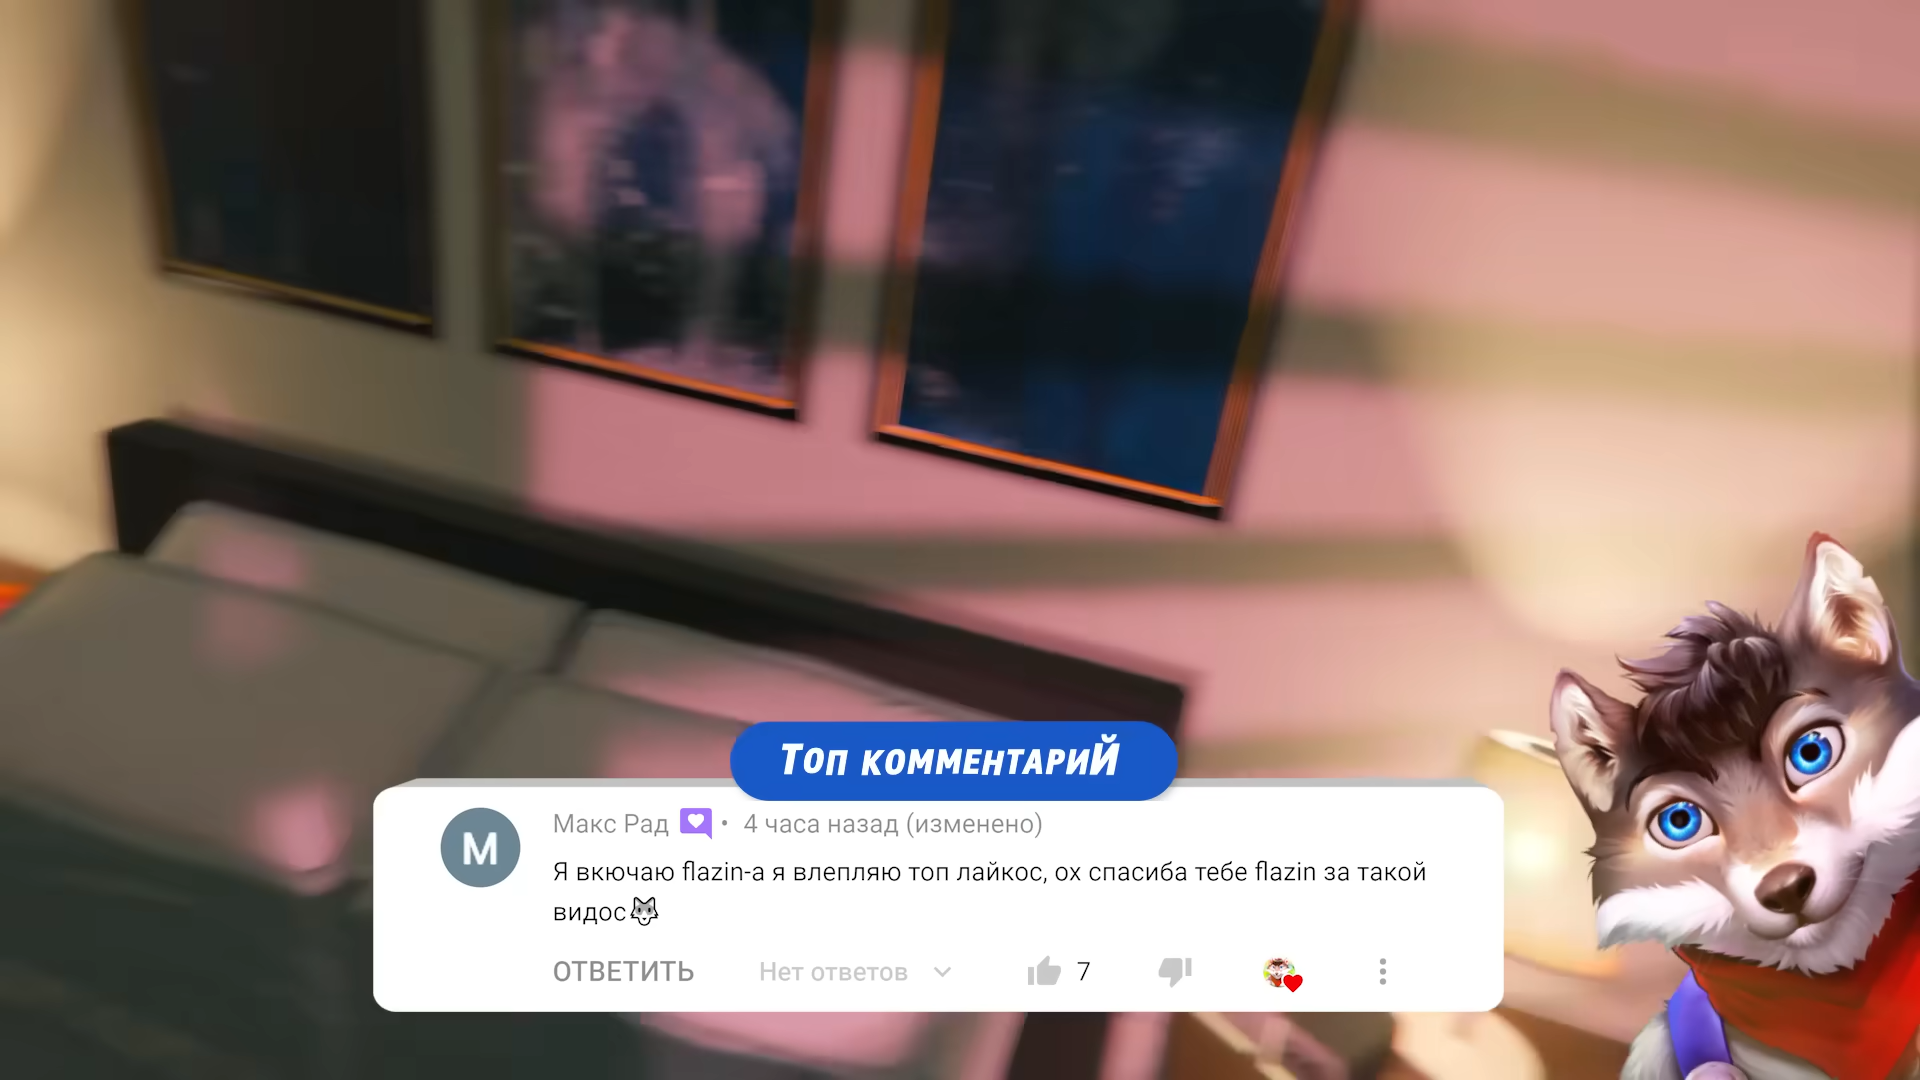 Топ комментарий
М
Макс Рад • 4 часа назад (изменено)
Я вкючаю flazin-а я влепляю топ лайкос, ох спасиба тебе flazin за такой
видос🐺
ОТВЕТИТЬ Нет ответов 7